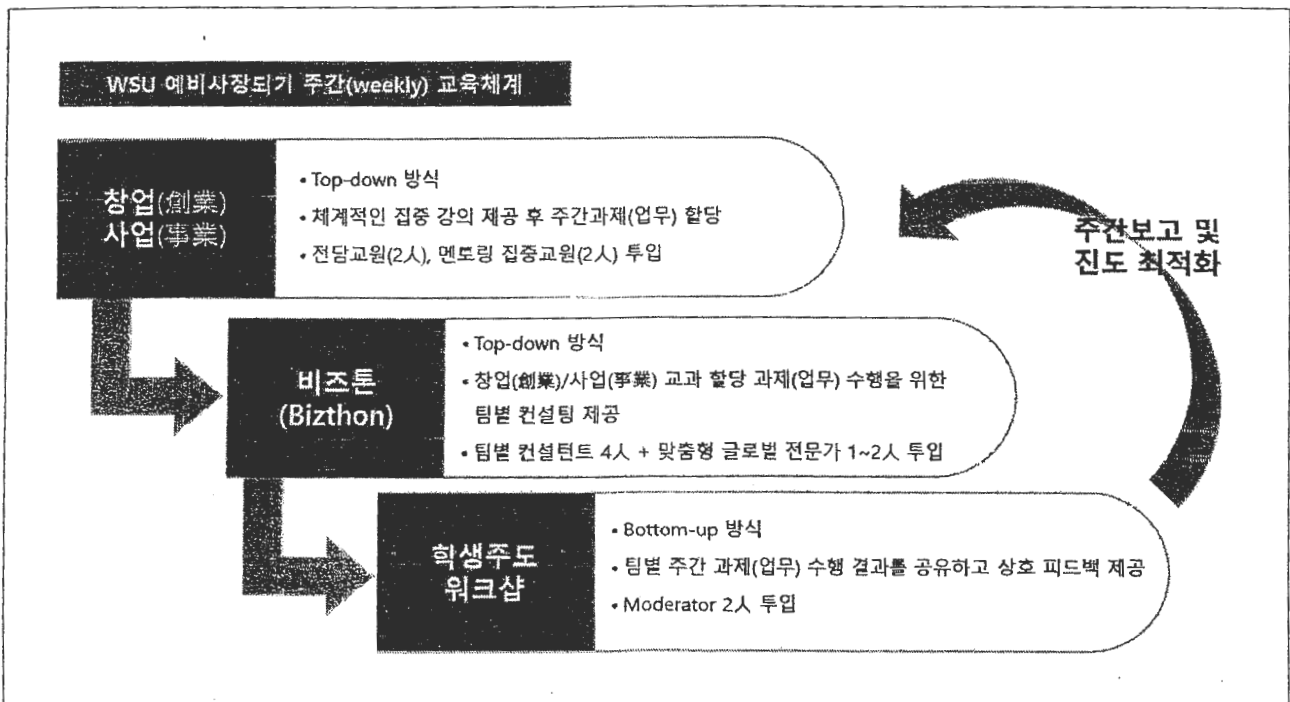 WSU 예비사장되기 주간(weekly) 교육체계
창업(創業)
사업(事業)
• Top-down 방식
• 체계적인 집중 강의 제공 후 주간과제(업무) 할당
• 전담교원(2人), 멘토링 집중교원(2人) 투입
주간보고 및
진도 최적화
비즈톤
(Bizthon)
• Top-down 방식
• 창업(創業)/사업(事業) 교과 할당 과제(업무) 수행을 위한
팀별 컨설팅 제공
• 팀별 컨설턴트 4人 + 맞춤형 글로벌 전문가 1~2人 투입
학생주도
워크샵
• Bottom-up 방식
• 팀별 주간 과제(업무) 수행 결과를 공유하고 상호 피드백 제공
• Moderator 2人 투입